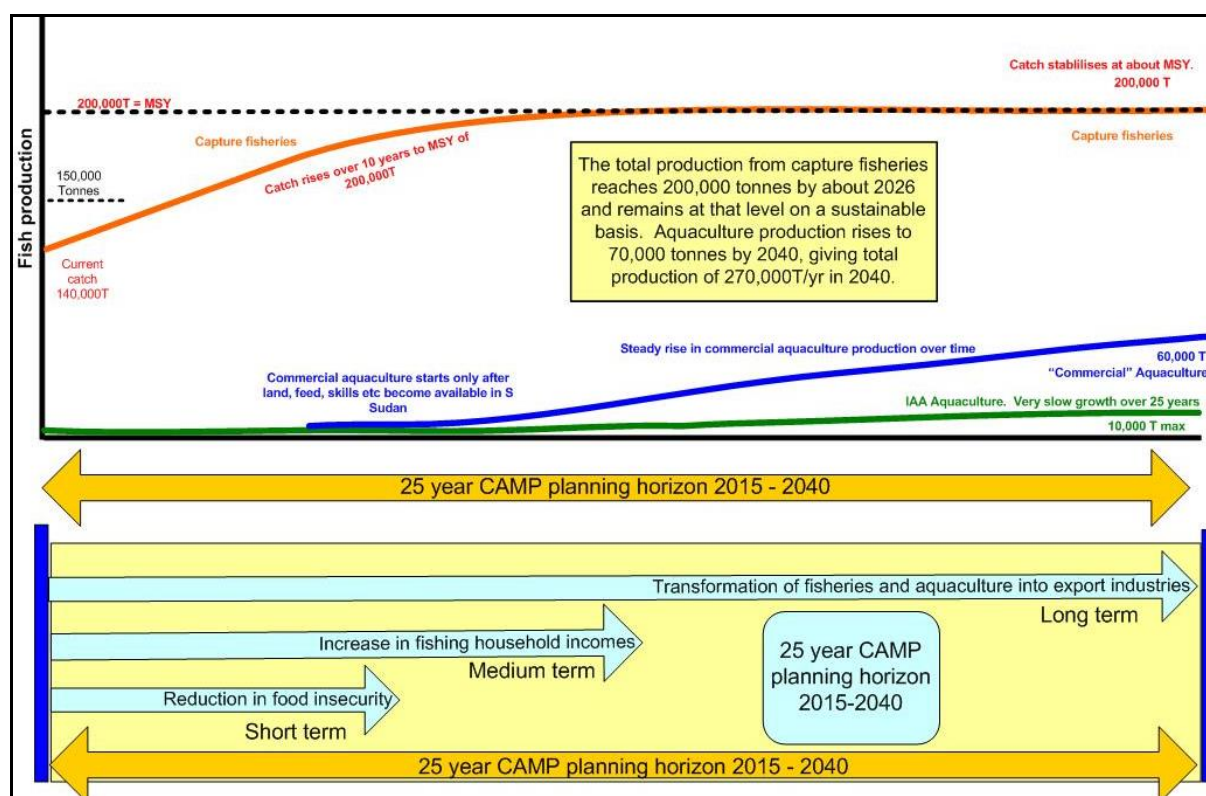 Fish production
Catch stablilises at about MSY.
200,000 T
200,000T = MSY
Capture fisheries
Capture fisheries
Catch rises over 10 years to MSY of
200,000T
150,000
Tonnes
Current
catch
140,000T
The total production from capture fisheries
reaches 200,000 tonnes by about 2026
and remains at that level on a sustainable
basis. Aquaculture production rises to
70,000 tonnes by 2040, giving total
production of 270,000T/yr in 2040.
Steady rise in commercial aquaculture production over time
60,000 T
“Commercial” Aquaculture
Commercial aquaculture starts only after
land, feed, skills etc become available in S
Sudan
IAA Aquaculture. Very slow growth over 25 years
10,000 T max
25 year CAMP planning horizon 2015 - 2040
Transformation of fisheries and aquaculture into export industries
Long term
Increase in fishing household incomes
Medium term
Reduction in food insecurity
Short term
25 year CAMP
planning horizon
2015-2040
25 year CAMP planning horizon 2015 - 2040